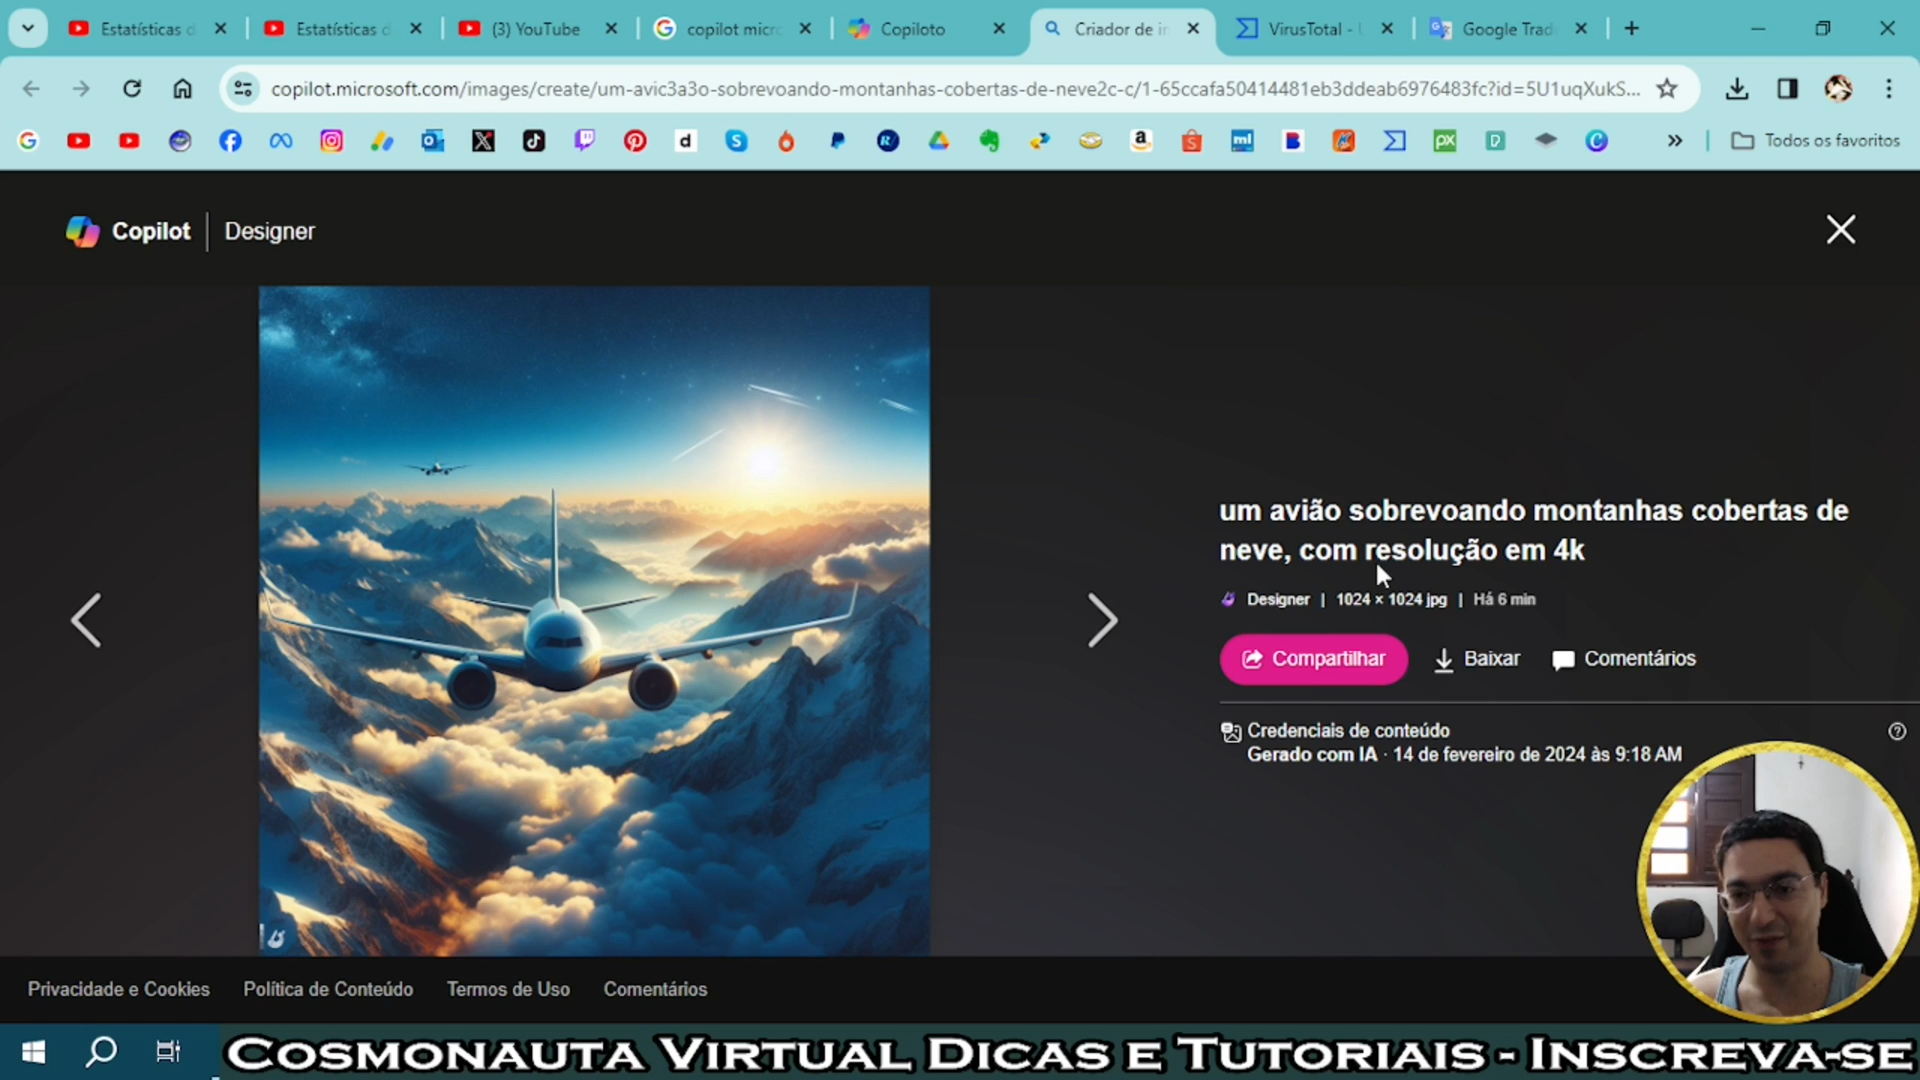 Estatísticas d
Estatísticas d
(3) YouTube
copilot micr
Copiloto
Criador de in
VirusTotal -
Google Trad
copilot.microsoft.com/images/create/um-avic3a3o-sobrevoando-montanhas-cobertas-de-neve2c-c/1-65ccafa50414481eb3ddeab6976483fc?id=5U1uqXukS...
Todos os favoritos
Copilot | Designer
um avião sobrevoando montanhas cobertas de
neve, com resolução em 4k
Designer | 1024 × 1024 jpg | Há 6 min
Compartilhar
Baixar
Comentários
Credenciais de conteúdo
Gerado com IA · 14 de fevereiro de 2024 às 9:18 AM
Privacidade e Cookies
Política de Conteúdo
Termos de Uso
Comentários
Cosmonauta Virtual Dicas e Tutoriais - Inscreva-se